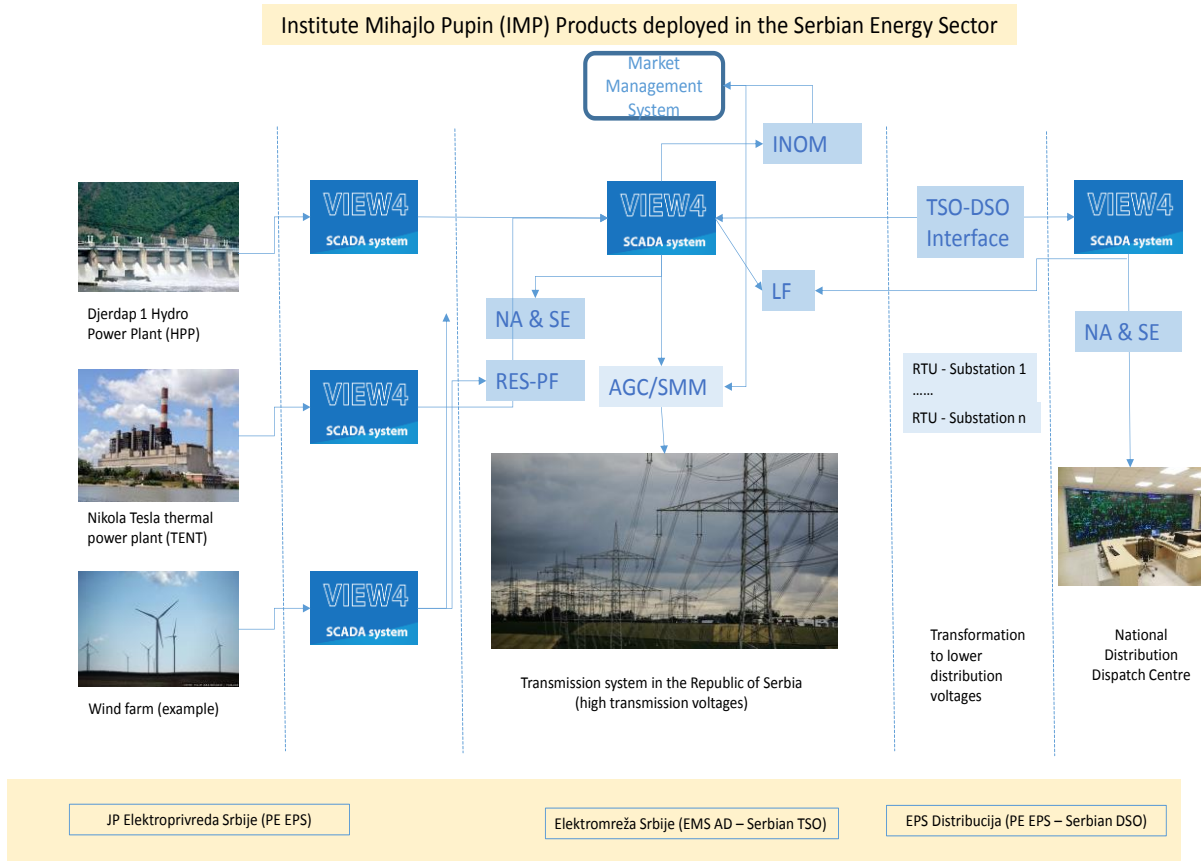 Institute Mihajlo Pupin (IMP) Products deployed in the Serbian Energy Sector
Market
Management
System
INOM
VIEW4
SCADA system
VIEW4
SCADA system
TSO-DSO
Interface
VIEW4
SCADA system
Djerdap 1 Hydro
Power Plant (HPP)
NA & SE
LF
NA & SE
RES-PF
AGC/SMM
RTU - Substation 1
......
RTU - Substation n
VIEW4
SCADA system
Nikola Tesla thermal
power plant (TENT)
VIEW4
SCADA system
Wind farm (example)
Transmission system in the Republic of Serbia
(high transmission voltages)
Transformation
to lower
distribution
voltages
National
Distribution
Dispatch Centre
JP Elektroprivreda Srbije (PE EPS)
Elektromreža Srbije (EMS AD – Serbian TSO)
EPS Distribucija (PE EPS – Serbian DSO)